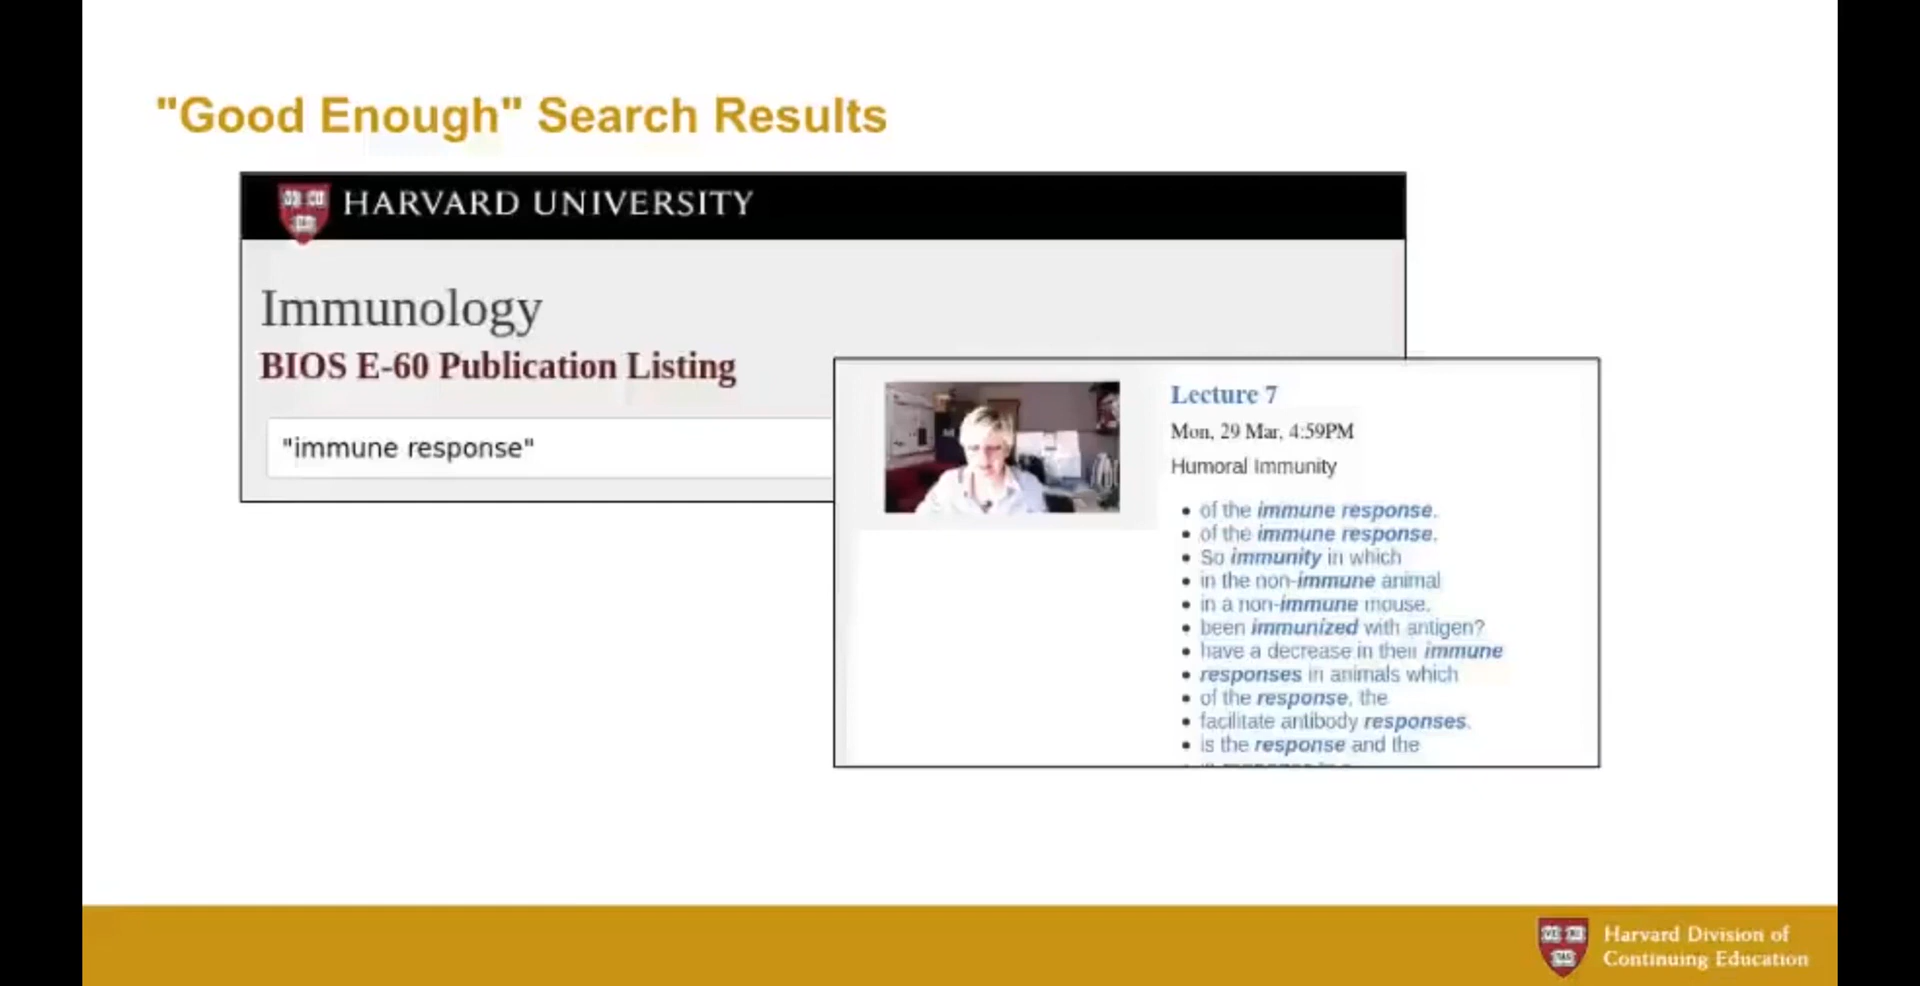 "Good Enough" Search Results
HARVARD UNIVERSITY
Immunology
BIOS E-60 Publication Listing
"immune response"
Lecture 7
Mon, 29 Mar, 4:59PM
Humoral Immunity
of the immune response.
of the immune response.
So immunity in which
in the non-immune animal
in a non-immune mouse.
been immunized with antigen?
have a decrease in their immune
responses in animals which
of the response, the
facilitate antibody responses.
is the response and the
Harvard Division of
Continuing Education